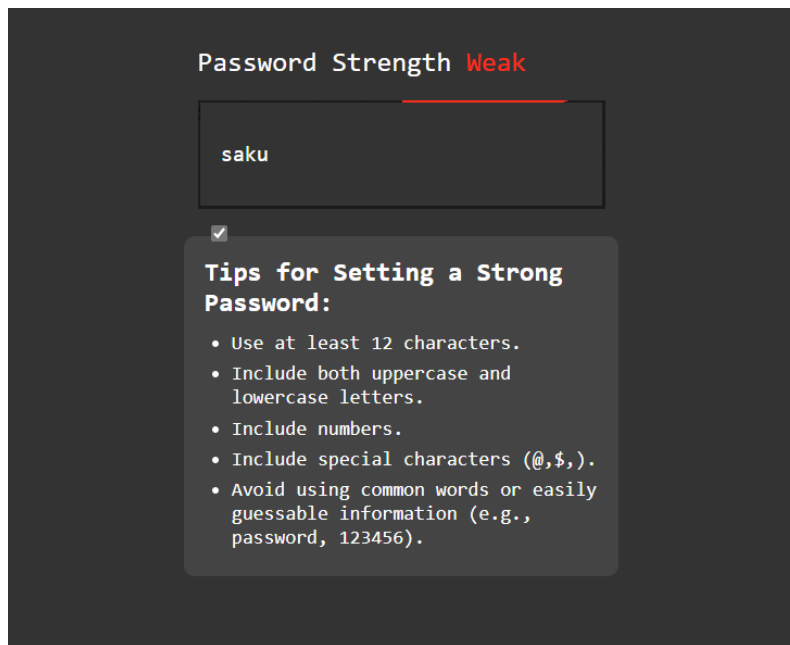 Password Strength Weak
saku
Tips for Setting a Strong
Password:
• Use at least 12 characters.
• Include both uppercase and
lowercase letters.
• Include numbers.
• Include special characters (@,$,).
• Avoid using common words or easily
guessable information (e.g.,
password, 123456).